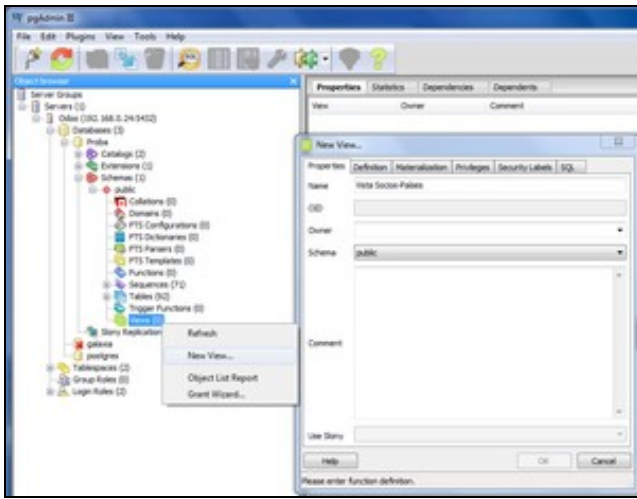 pgAdmin III
File Edit Plugins View Tools Help
Object browser
Server Groups
Servers (1)
Odoo (192.168.0.24:5432)
Databases (3)
Proba
Catalogs (2)
Extensions (1)
Schemas (1)
public
Collations (0)
Domains (0)
FTS Configurations (0)
FTS Dictionaries (0)
FTS Parsers (0)
FTS Templates (0)
Functions (0)
Sequences (71)
Tables (92)
Trigger Functions (0)
Views (0)
Slony Replication
galaxia
postgres
Tablespaces (2)
Group Roles (0)
Login Roles (2)
Refresh
New View...
Object List Report
Grant Wizard...
Properties Statistics Dependencies Dependents
View Owner Comment
New View...
Properties Definition Materialization Privileges Security Labels SQL
Name Vista Socios-Países
OID
Owner
Schema public
Comment
Use Slony
Help OK Cancel
Please enter function definition.